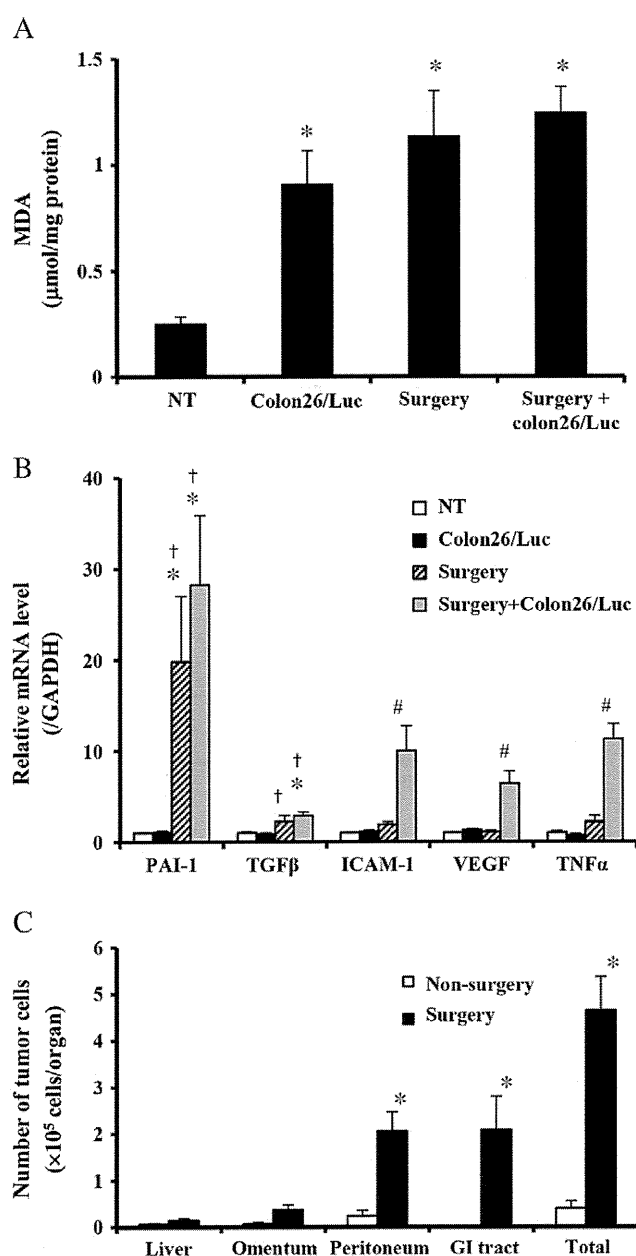 A
1.5
1
0.5
0
MDA
(µmol/mg protein)
*
*
*
NT
Colon26/Luc
Surgery
Surgery +
colon26/Luc
B
40
30
20
10
0
Relative mRNA level
(/GAPDH)
NT
Colon26/Luc
Surgery
Surgery+Colon26/Luc
†
*
†
*
†
†
*
#
#
#
PAI-1
TGFβ
ICAM-1
VEGF
TNFα
C
6
5
4
3
2
1
0
Number of tumor cells
(×10⁵ cells/organ)
Non-surgery
Surgery
*
*
*
Liver
Omentum
Peritoneum
GI tract
Total